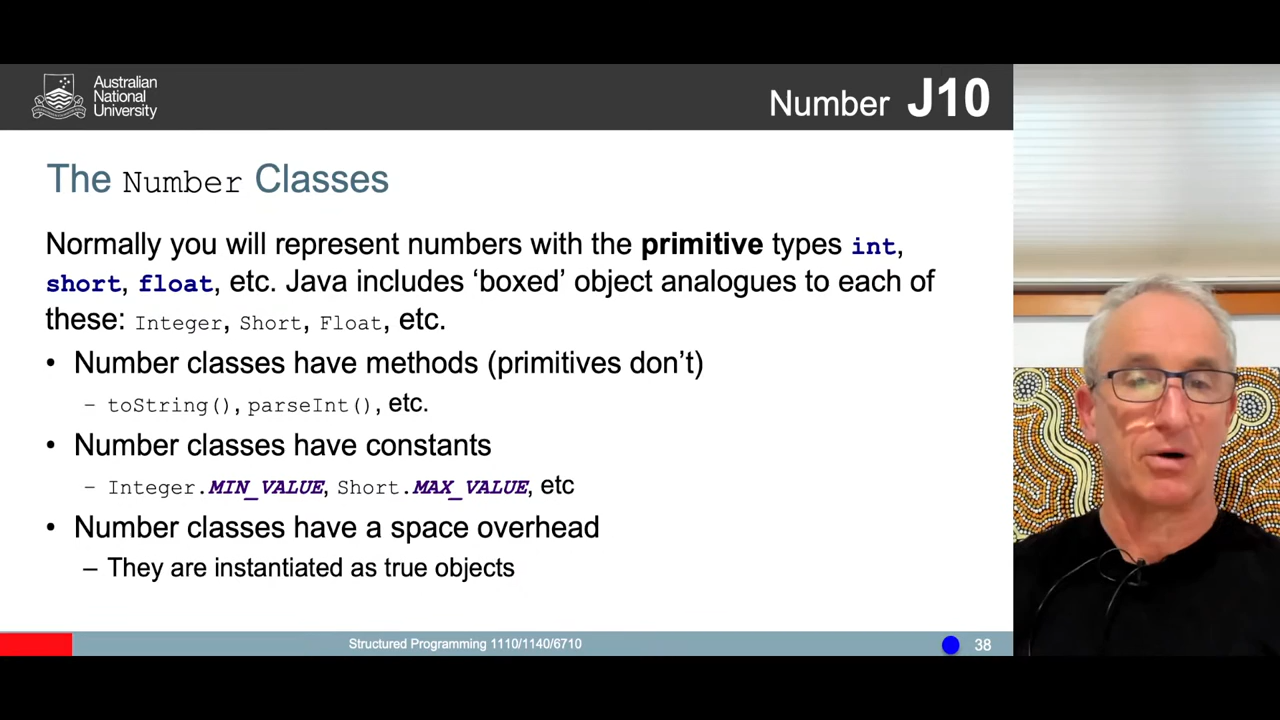 Australian
National
University
Number J10
The Number Classes
Normally you will represent numbers with the primitive types int,
short, float, etc. Java includes ‘boxed’ object analogues to each of
these: Integer, Short, Float, etc.
• Number classes have methods (primitives don’t)
– toString(), parseInt(), etc.
• Number classes have constants
– Integer.MIN_VALUE, Short.MAX_VALUE, etc
• Number classes have a space overhead
– They are instantiated as true objects
Structured Programming 1110/1140/6710
38